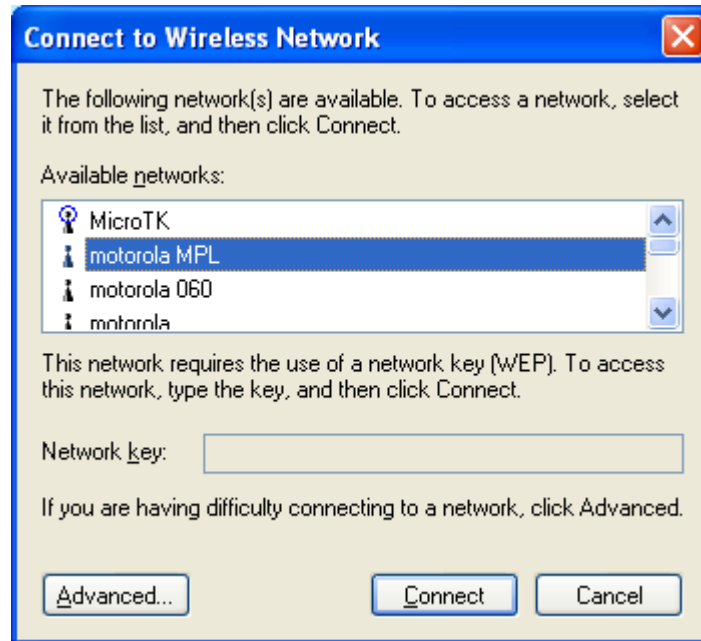 Connect to Wireless Network
The following network(s) are available. To access a network, select
it from the list, and then click Connect.
Available networks:
MicroTK
motorola MPL
motorola 060
motorola
This network requires the use of a network key (WEP). To access
this network, type the key, and then click Connect.
Network key:
If you are having difficulty connecting to a network, click Advanced.
Advanced... Connect Cancel